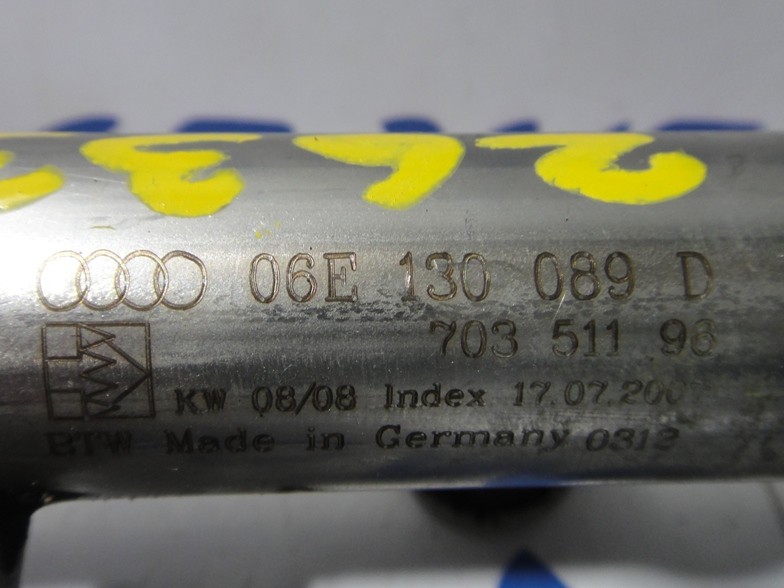 06E 130 089 D
703 511 96
KW 08/08 Index 17.07.200
BTW Made in Germany 0312